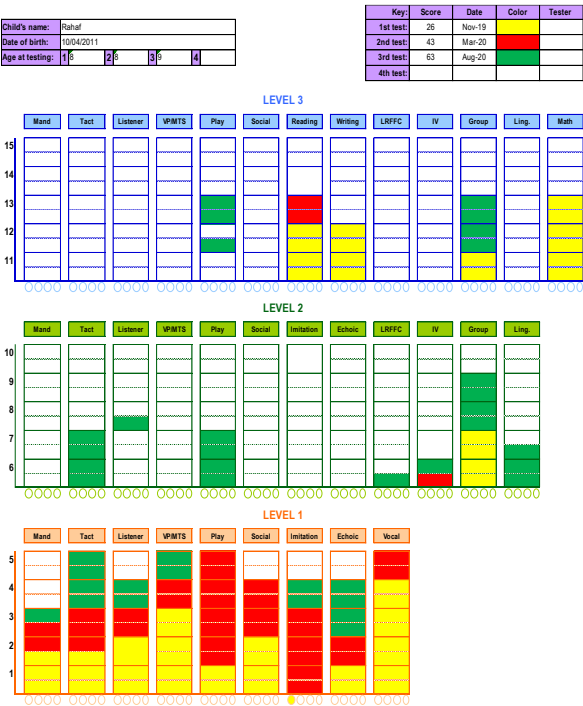 Key: Score Date Color Tester
Child's name: Rahaf 1st test: 26 Nov-19
Date of birth: 10/04/2011 2nd test: 43 Mar-20
Age at testing: 1 8 2 8 3 9 4 3rd test: 63 Aug-20
4th test:
LEVEL 3
Mand Tact Listener VP/MTS Play Social Reading Writing LRFFC IV Group Ling. Math
15
14
13
12
11
LEVEL 2
Mand Tact Listener VP/MTS Play Social Imitation Echoic LRFFC IV Group Ling.
10
9
8
7
6
LEVEL 1
Mand Tact Listener VP/MTS Play Social Imitation Echoic Vocal
5
4
3
2
1